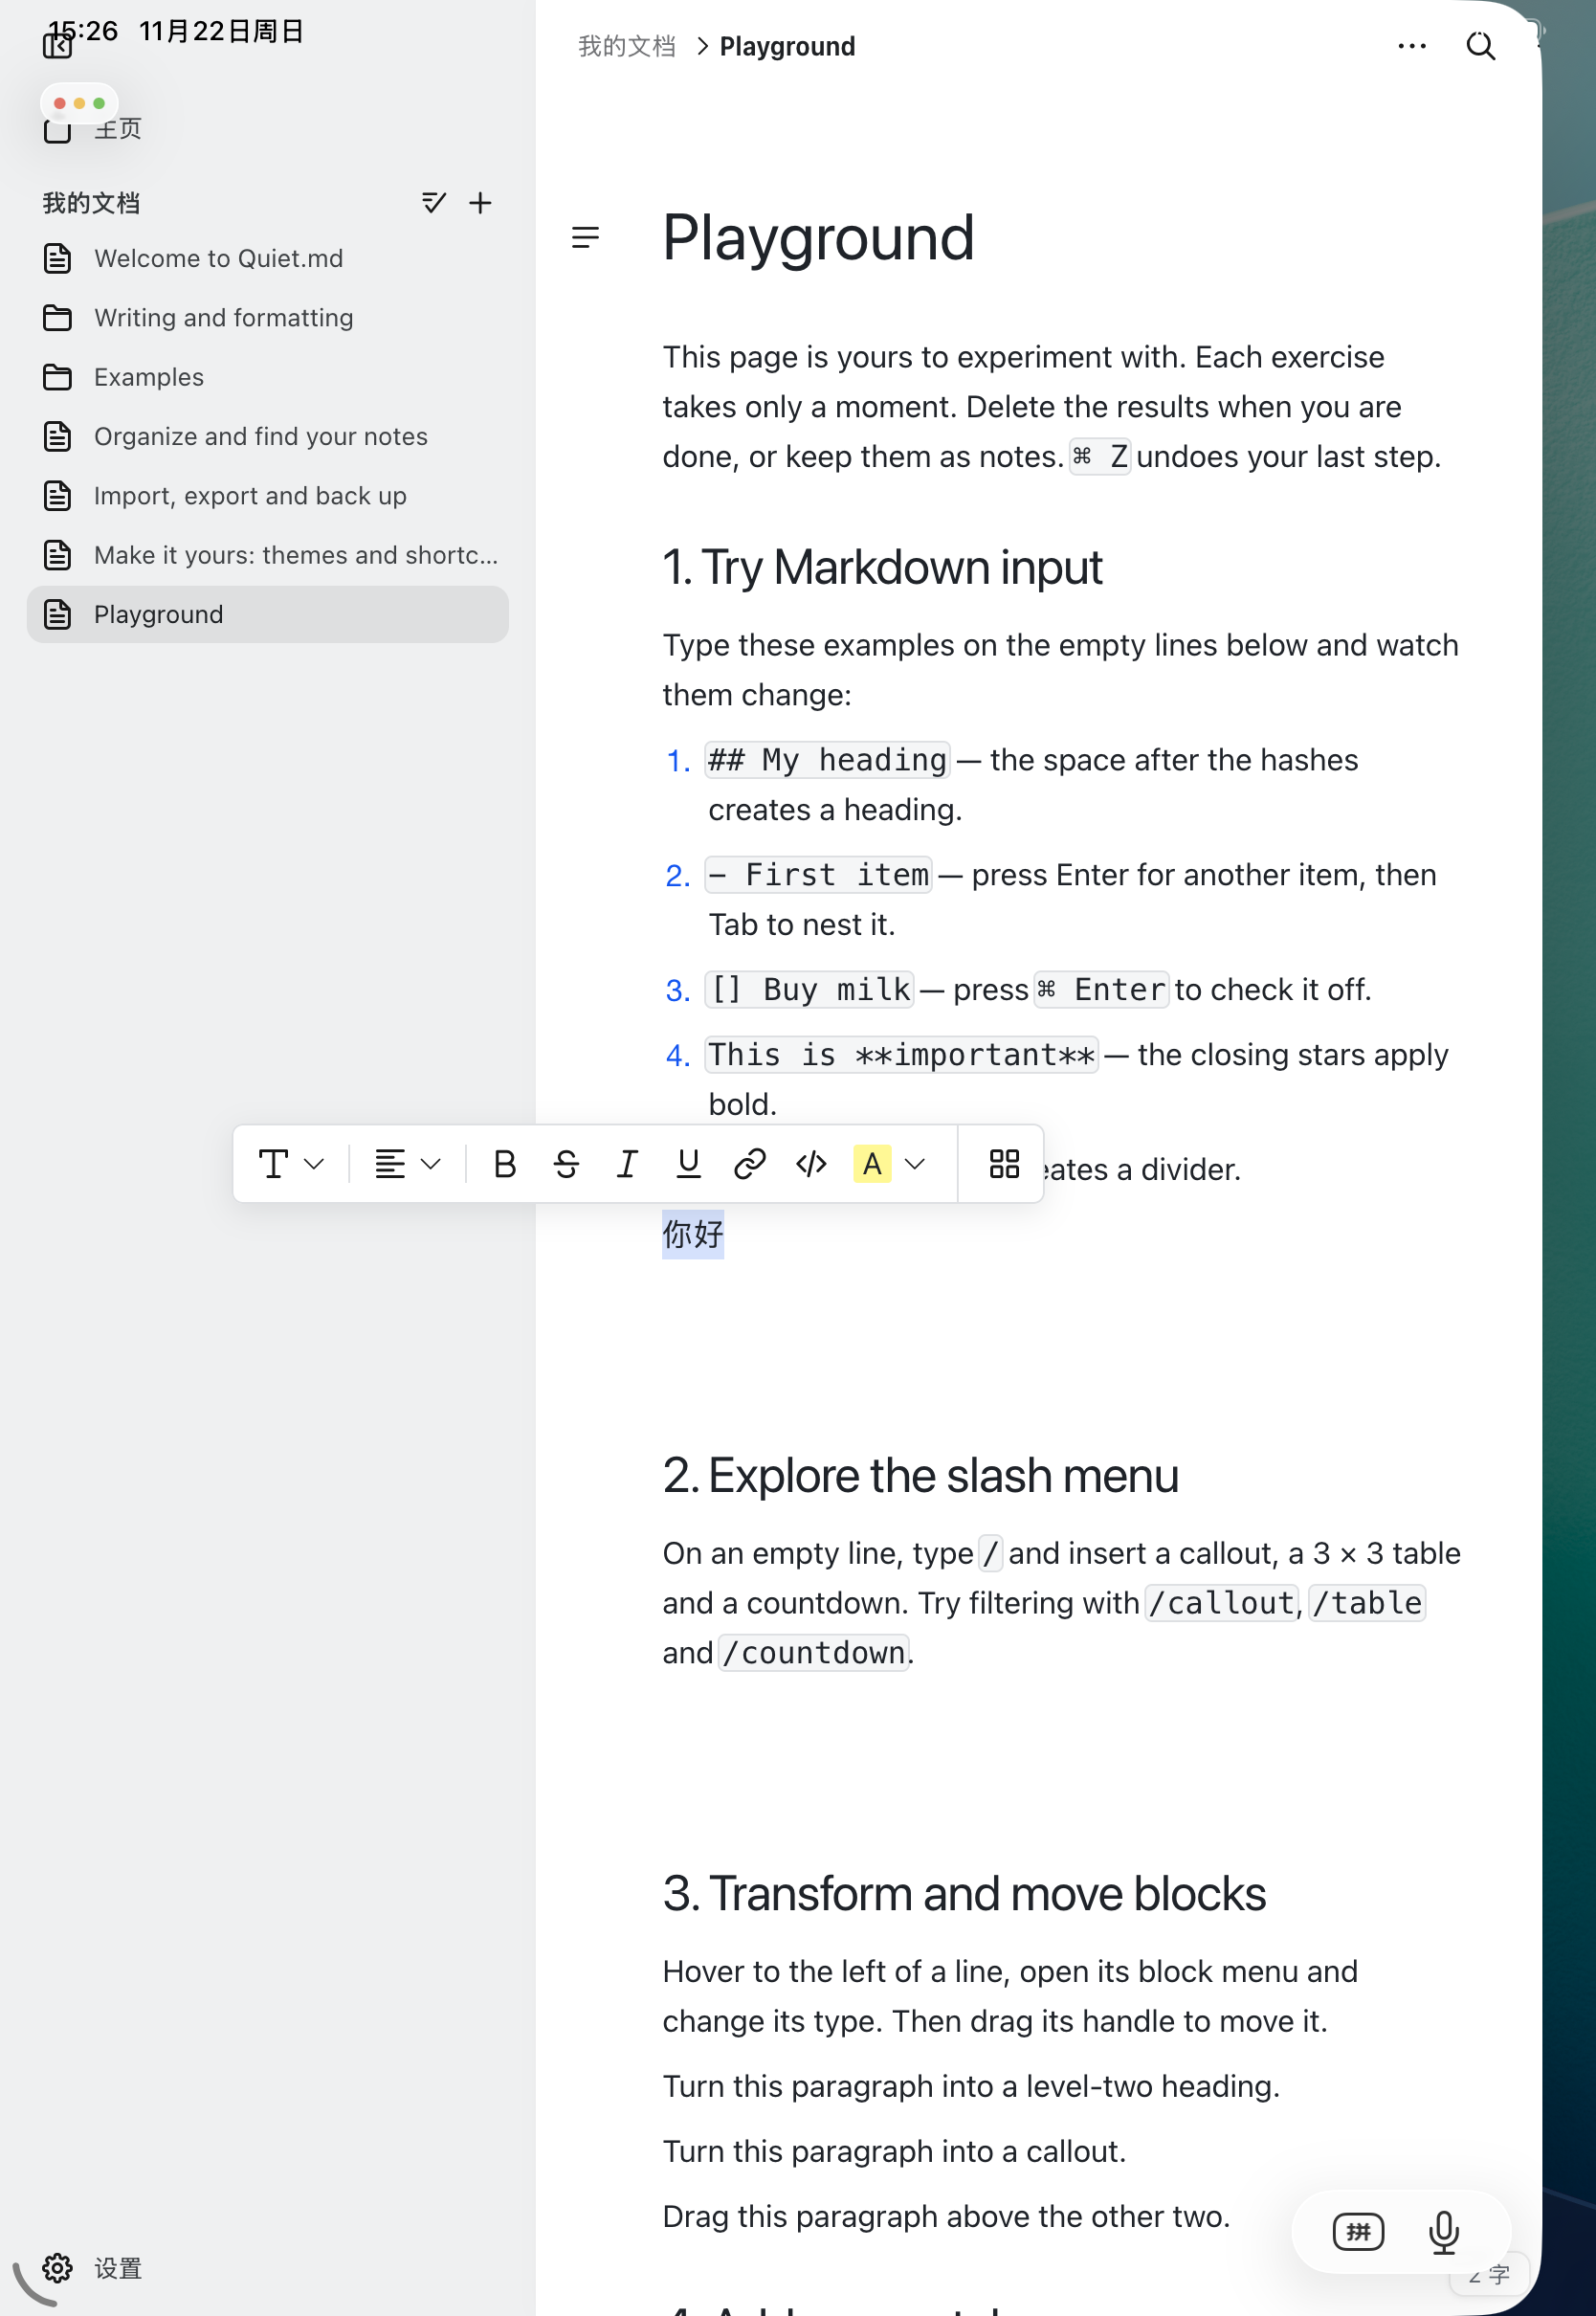 15:26 11月22日周日
主页
我的文档
Welcome to Quiet.md
Writing and formatting
Examples
Organize and find your notes
Import, export and back up
Make it yours: themes and shortc...
Playground
设置
我的文档 > Playground
Playground
This page is yours to experiment with. Each exercise
takes only a moment. Delete the results when you are
done, or keep them as notes. ⌘ Z undoes your last step.
1. Try Markdown input
Type these examples on the empty lines below and watch
them change:
1. ## My heading — the space after the hashes
creates a heading.
2. - First item — press Enter for another item, then
Tab to nest it.
3. [] Buy milk — press ⌘ Enter to check it off.
4. This is **important** — the closing stars apply
bold.
T B S I U </> A
eates a divider.
你好
2. Explore the slash menu
On an empty line, type / and insert a callout, a 3 × 3 table
and a countdown. Try filtering with /callout, /table
and /countdown.
3. Transform and move blocks
Hover to the left of a line, open its block menu and
change its type. Then drag its handle to move it.
Turn this paragraph into a level-two heading.
Turn this paragraph into a callout.
Drag this paragraph above the other two.
拼
2 字